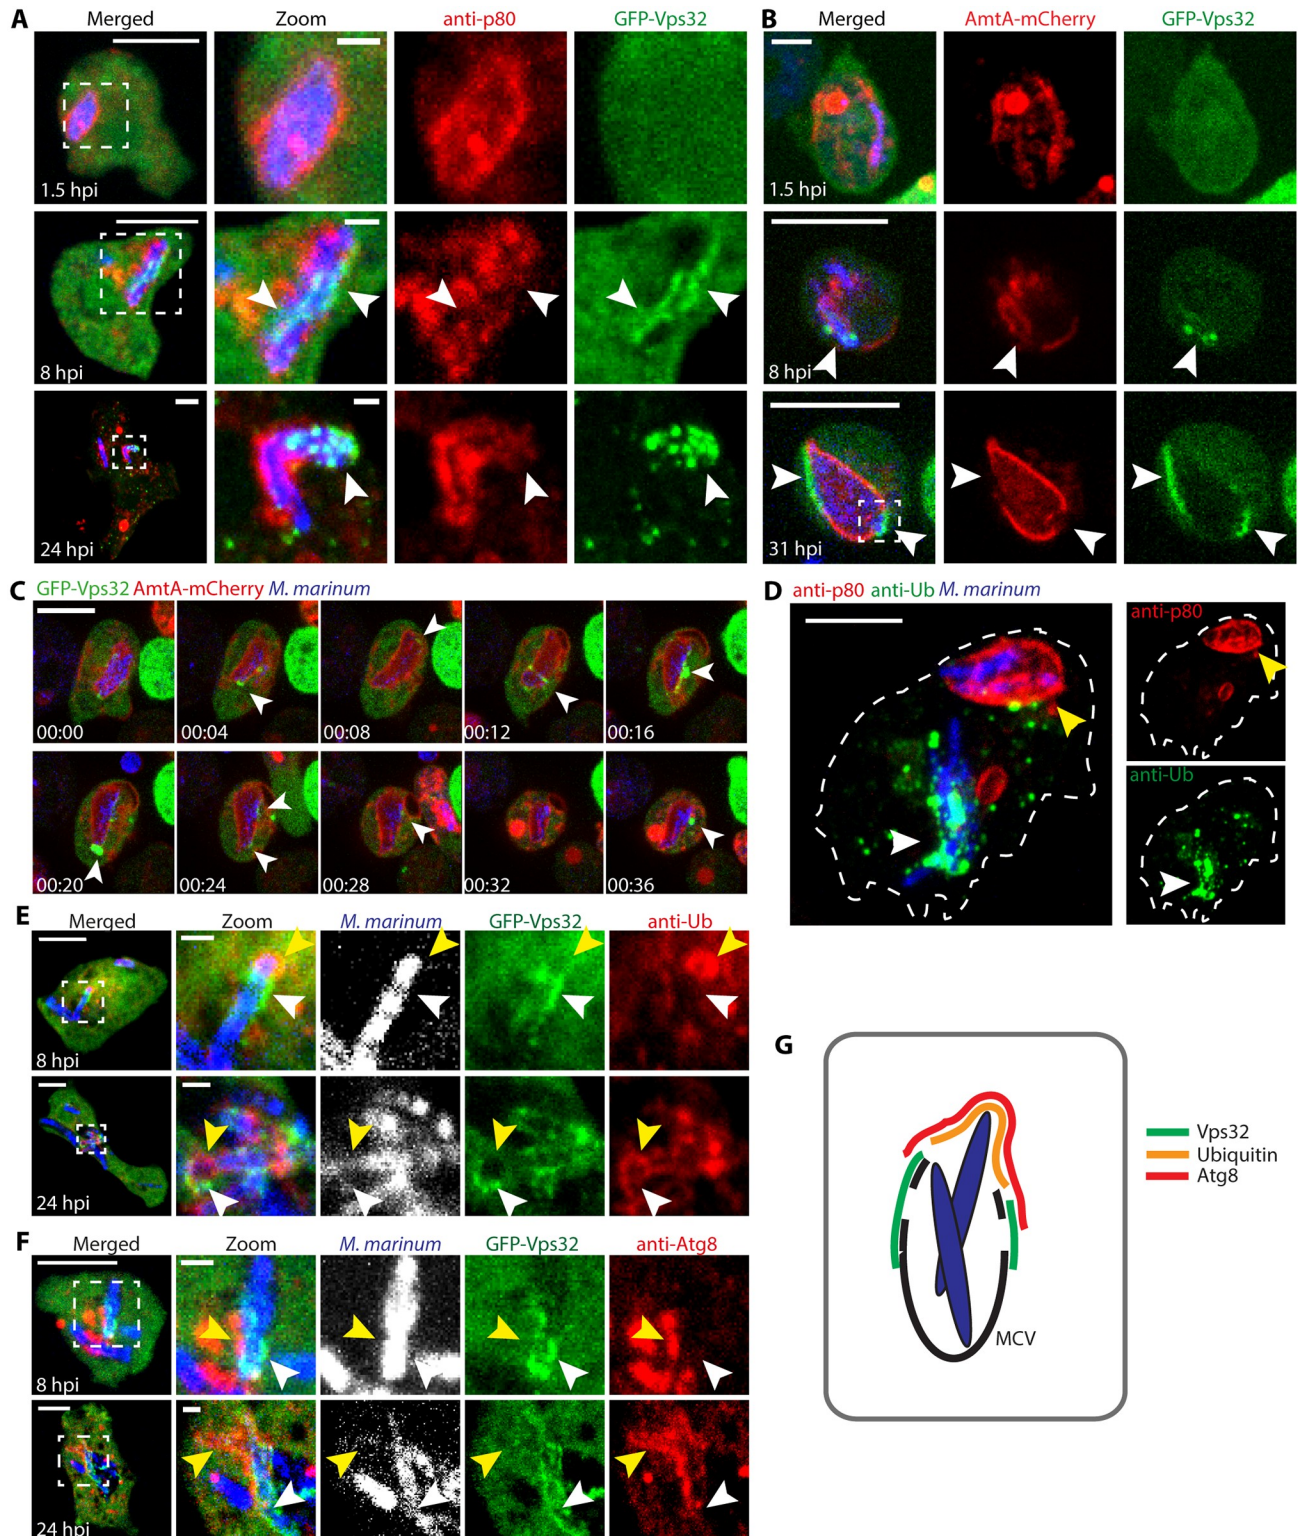 A
Merged Zoom anti-p80 GFP-Vps32
1.5 hpi
8 hpi
24 hpi
B
Merged AmtA-mCherry GFP-Vps32
1.5 hpi
8 hpi
31 hpi
C
GFP-Vps32 AmtA-mCherry M. marinum
00:00 00:04 00:08 00:12 00:16
00:20 00:24 00:28 00:32 00:36
D
anti-p80 anti-Ub M. marinum
anti-p80
anti-Ub
E
Merged Zoom M. marinum GFP-Vps32 anti-Ub
8 hpi
24 hpi
F
Merged Zoom M. marinum GFP-Vps32 anti-Atg8
8 hpi
24 hpi
G
Vps32
Ubiquitin
Atg8
MCV